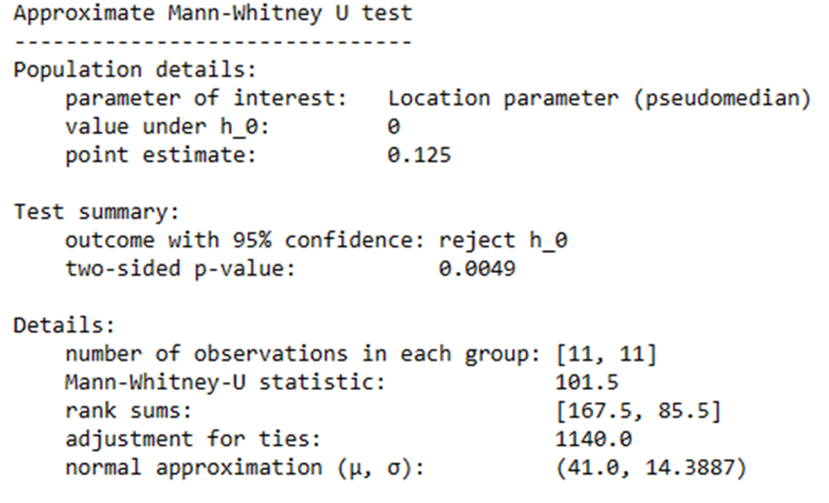 Approximate Mann-Whitney U test
-------------------------------
Population details:
    parameter of interest:   Location parameter (pseudomedian)
    value under h_0:         0
    point estimate:          0.125

Test summary:
    outcome with 95% confidence: reject h_0
    two-sided p-value:           0.0049

Details:
    number of observations in each group: [11, 11]
    Mann-Whitney-U statistic:             101.5
    rank sums:                            [167.5, 85.5]
    adjustment for ties:                  1140.0
    normal approximation (μ, σ):          (41.0, 14.3887)